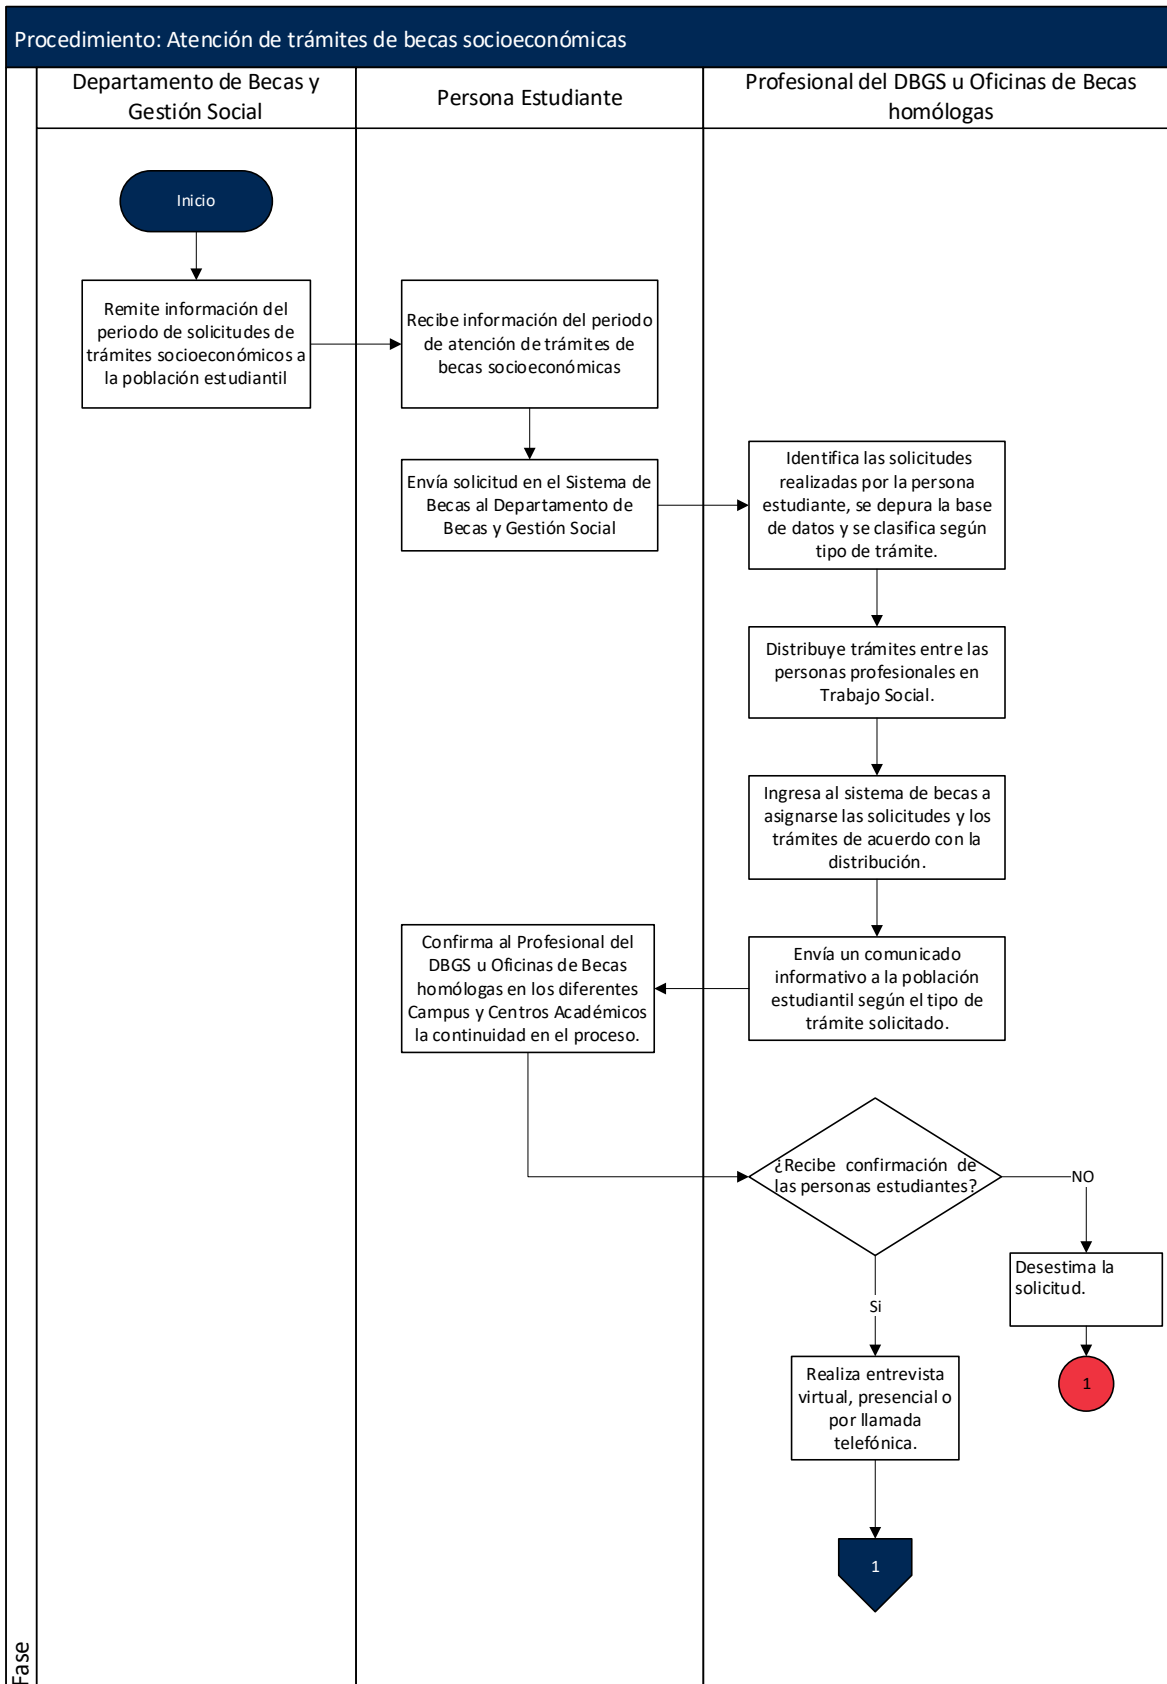 Procedimiento: Atención de trámites de becas socioeconómicas
Departamento de Becas y
Gestión Social
Persona Estudiante
Profesional del DBGS u Oficinas de Becas
homólogas
Inicio
Remite información del
periodo de solicitudes de
trámites socioeconómicos a
la población estudiantil
Recibe información del periodo
de atención de trámites de
becas socioeconómicas
Envía solicitud en el Sistema de
Becas al Departamento de
Becas y Gestión Social
Identifica las solicitudes
realizadas por la persona
estudiante, se depura la base
de datos y se clasifica según
tipo de trámite.
Distribuye trámites entre las
personas profesionales en
Trabajo Social.
Ingresa al sistema de becas a
asignarse las solicitudes y los
trámites de acuerdo con la
distribución.
Envía un comunicado
informativo a la población
estudiantil según el tipo de
trámite solicitado.
Confirma al Profesional del
DBGS u Oficinas de Becas
homólogas en los diferentes
Campus y Centros Académicos
la continuidad en el proceso.
¿Recibe confirmación de
las personas estudiantes?
NO
Desestima la
solicitud.
1
Si
Realiza entrevista
virtual, presencial o
por llamada
telefónica.
1
Fase